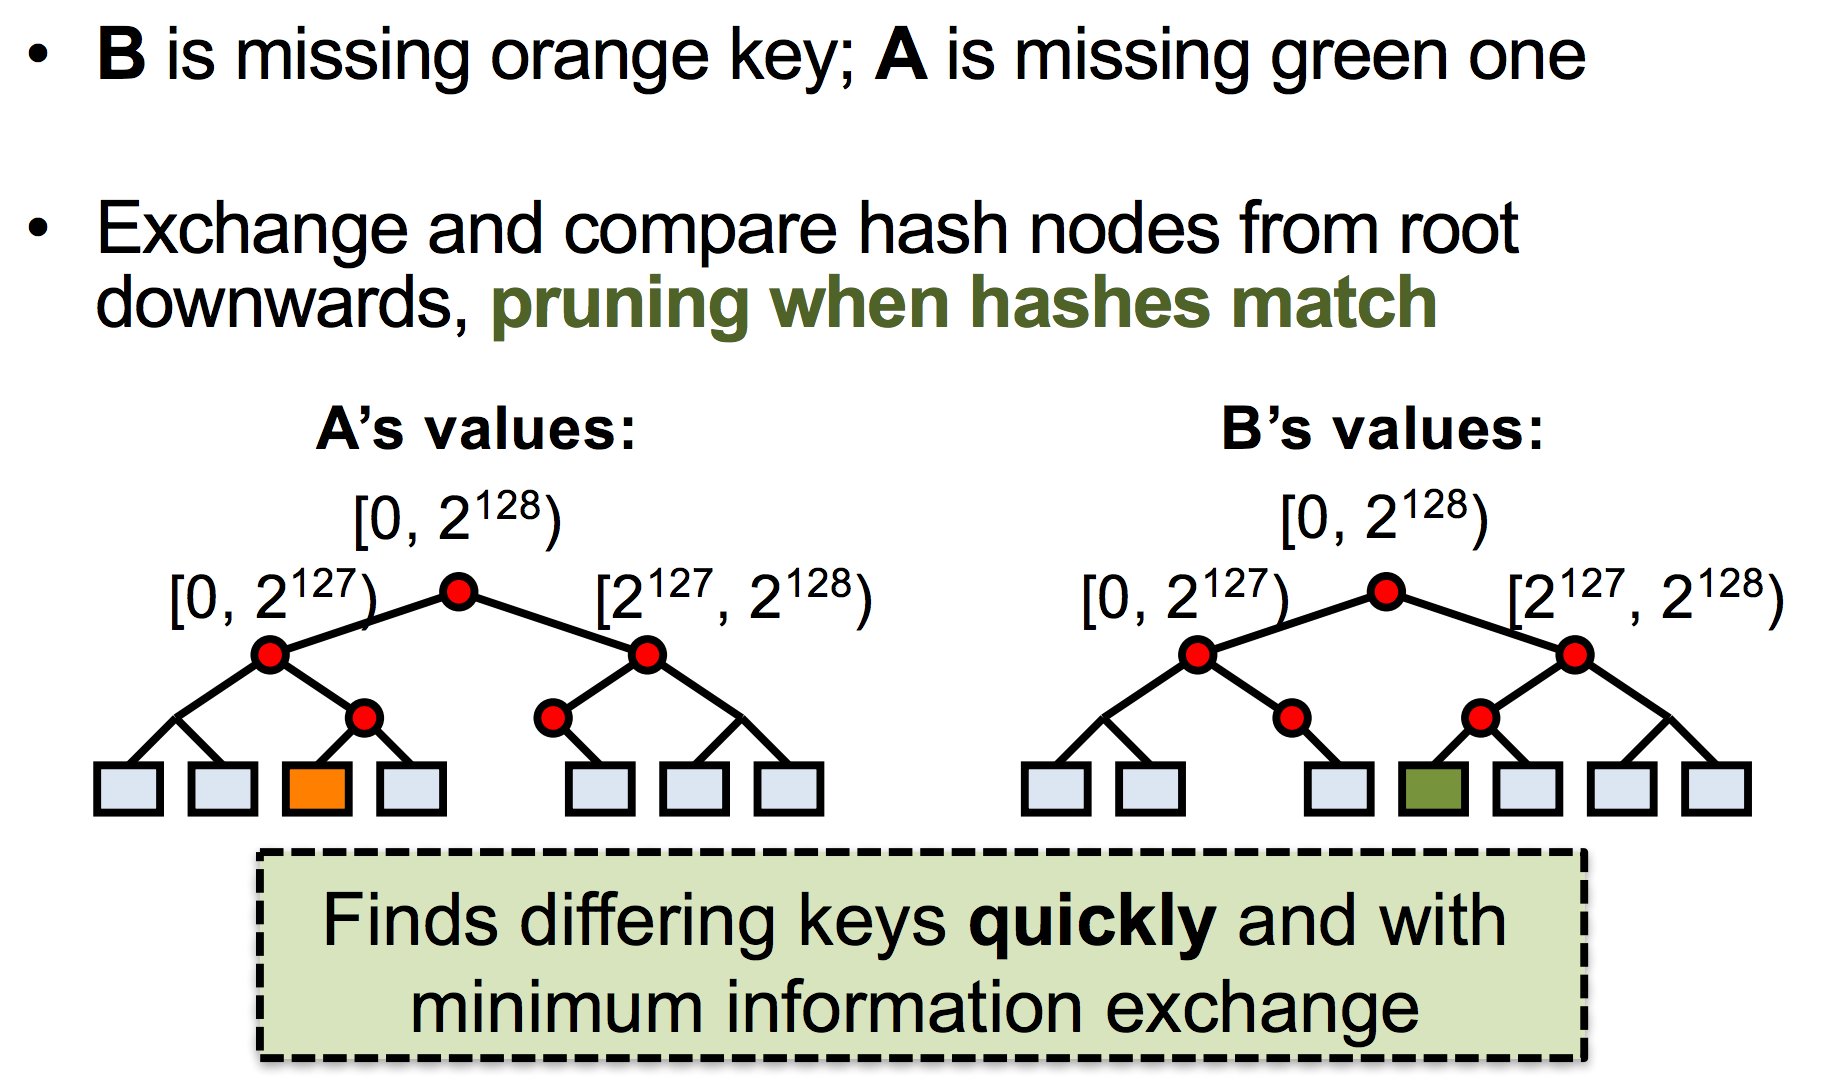 • B is missing orange key; A is missing green one
• Exchange and compare hash nodes from root
downwards, pruning when hashes match
A’s values:
B’s values:
[0, 2¹²⁸)
[0, 2¹²⁸)
[0, 2¹²⁷)
[2¹²⁷, 2¹²⁸)
[0, 2¹²⁷)
[2¹²⁷, 2¹²⁸)
Finds differing keys quickly and with
minimum information exchange